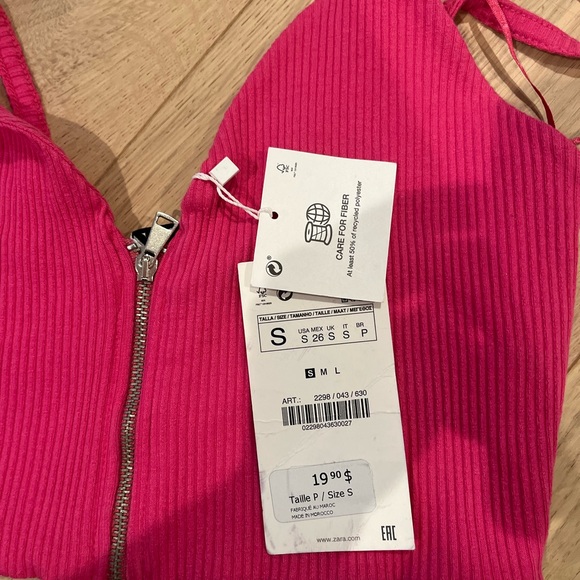 CARE FOR FIBER
At least 50% of recycled polyester
TALLA / SIZE / TAMANHO / TAILLE / MAAT / ΜΕΓΕΘΟΣ
S
USA MEX UK IT BR
S 26 S S P
S M L
ART.: 2298 / 043 / 630
02298043630027
19 90 $
Taille P / Size S
FABRIQUÉ AU MAROC
MADE IN MOROCCO
www.zara.com
EAC